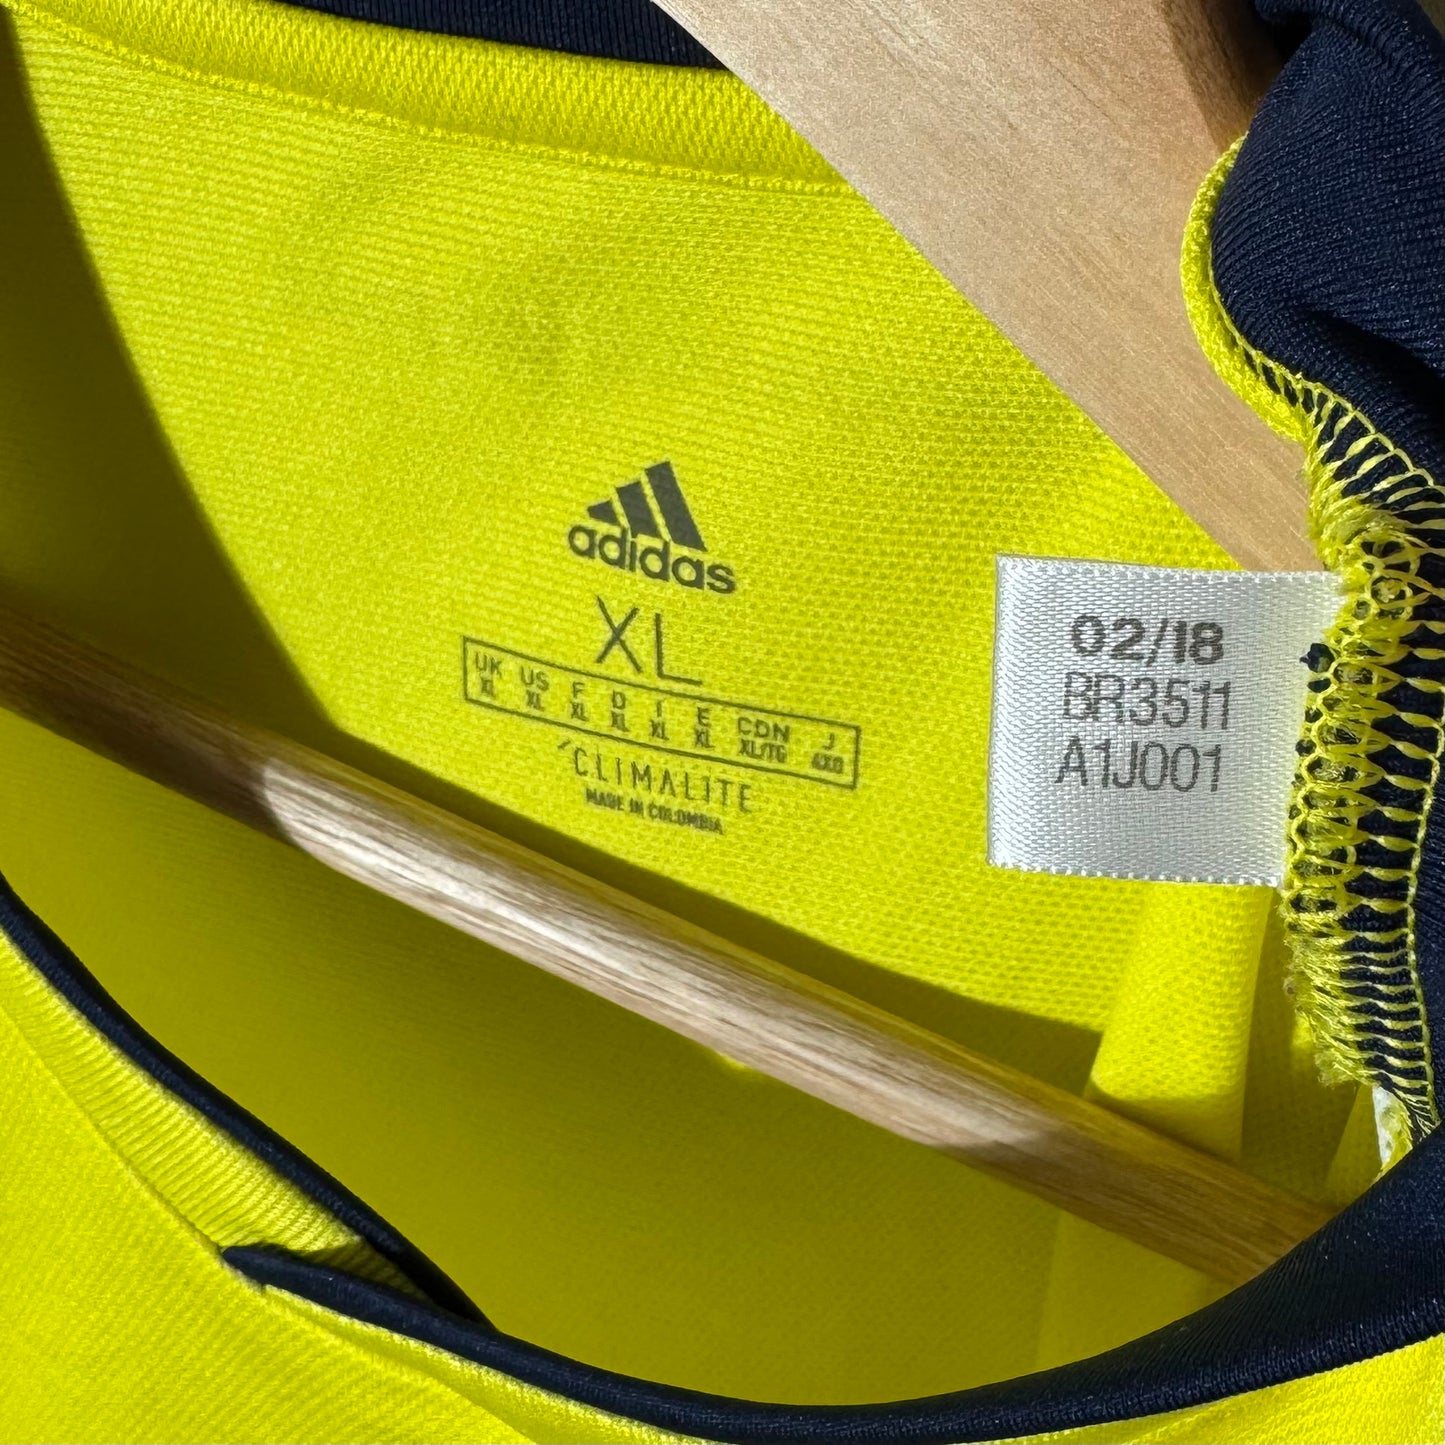 adidas
XL
UK US F D I E CDN J
XL XL XL XL XL XL XL/TG 4XO
CLIMALITE
MADE IN COLOMBIA
02/18
BR3511
A1J001